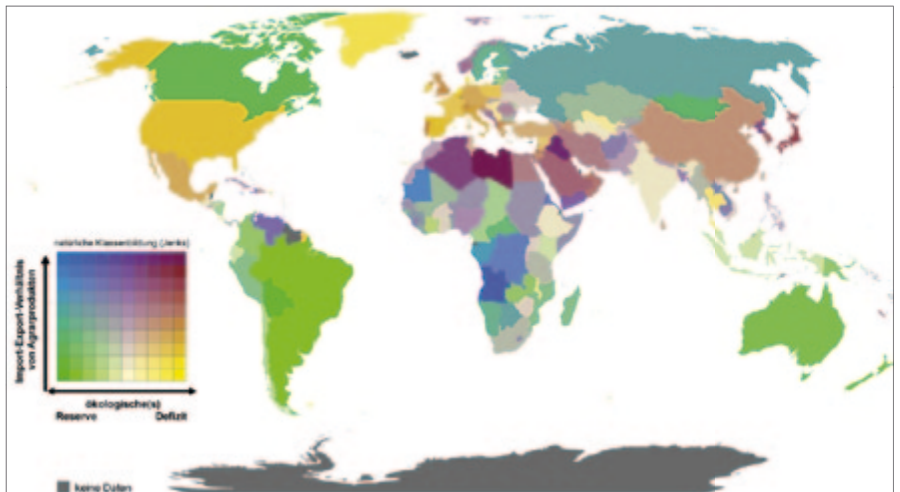 natürliche Klassenbildung (Jenks)
Import-Export-Verhältnis
von Agrarprodukten
ökologische(s)
Reserve Defizit
keine Daten